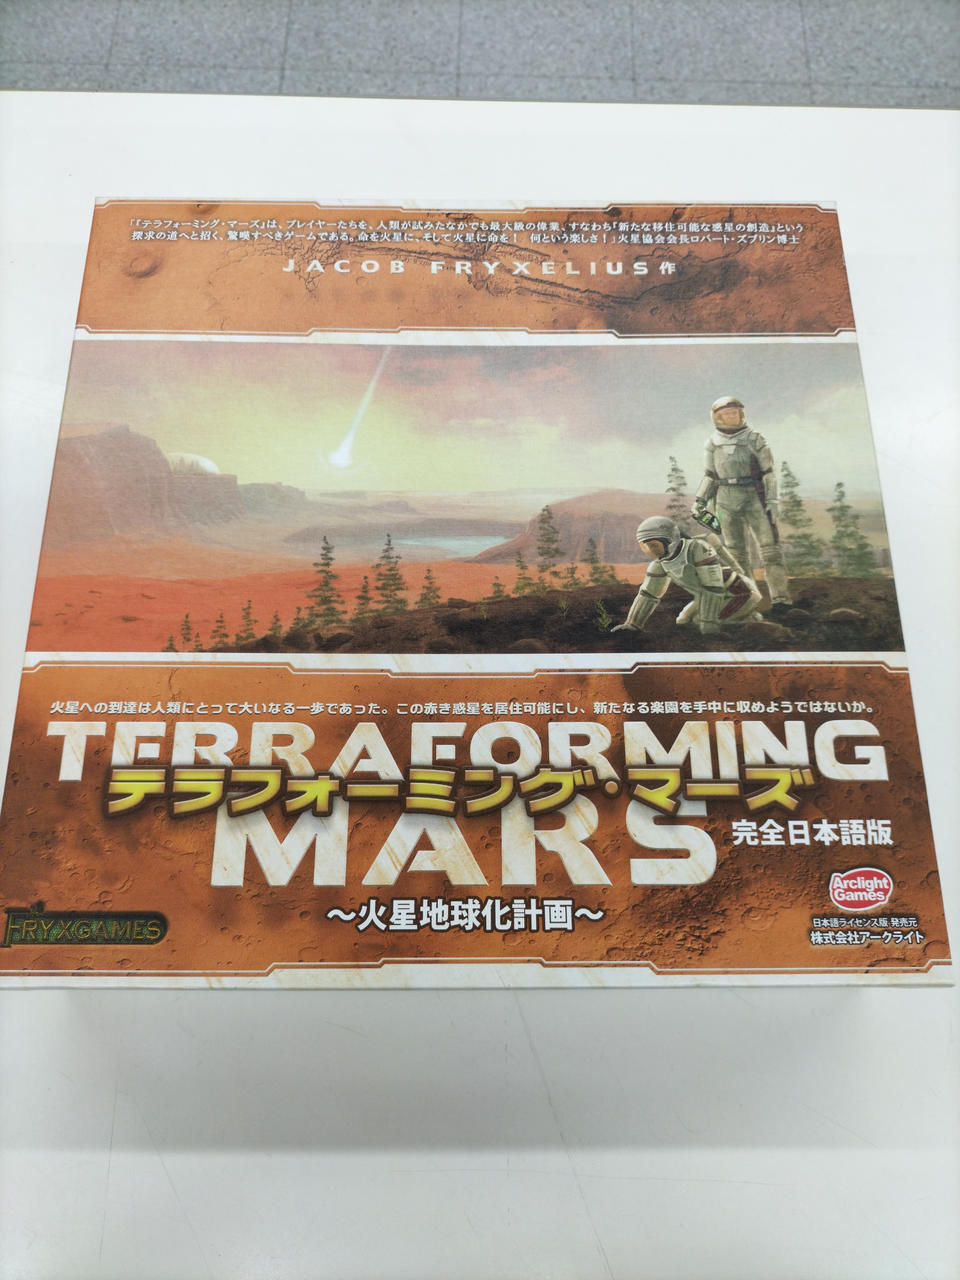 「『テラフォーミング・マーズ』は、プレイヤーたちを、人類が試みたなかでも最大級の偉業、すなわち「新たな移住可能な惑星の創造」という
探求の道へと招く、驚嘆すべきゲームである。命を火星に、そして火星に命を！　何という楽しさ！」火星協会会長ロバート・ズブリン博士
JACOB FRYXELIUS作
火星への到達は人類にとって大いなる一歩であった。この赤き惑星を居住可能にし、新たなる楽園を手中に収めようではないか。
TERRAFORMING
テラフォーミング・マーズ
MARS
完全日本語版
〜火星地球化計画〜
FRYXGAMES
Arclight
Games
日本語ライセンス版 発売元
株式会社アークライト